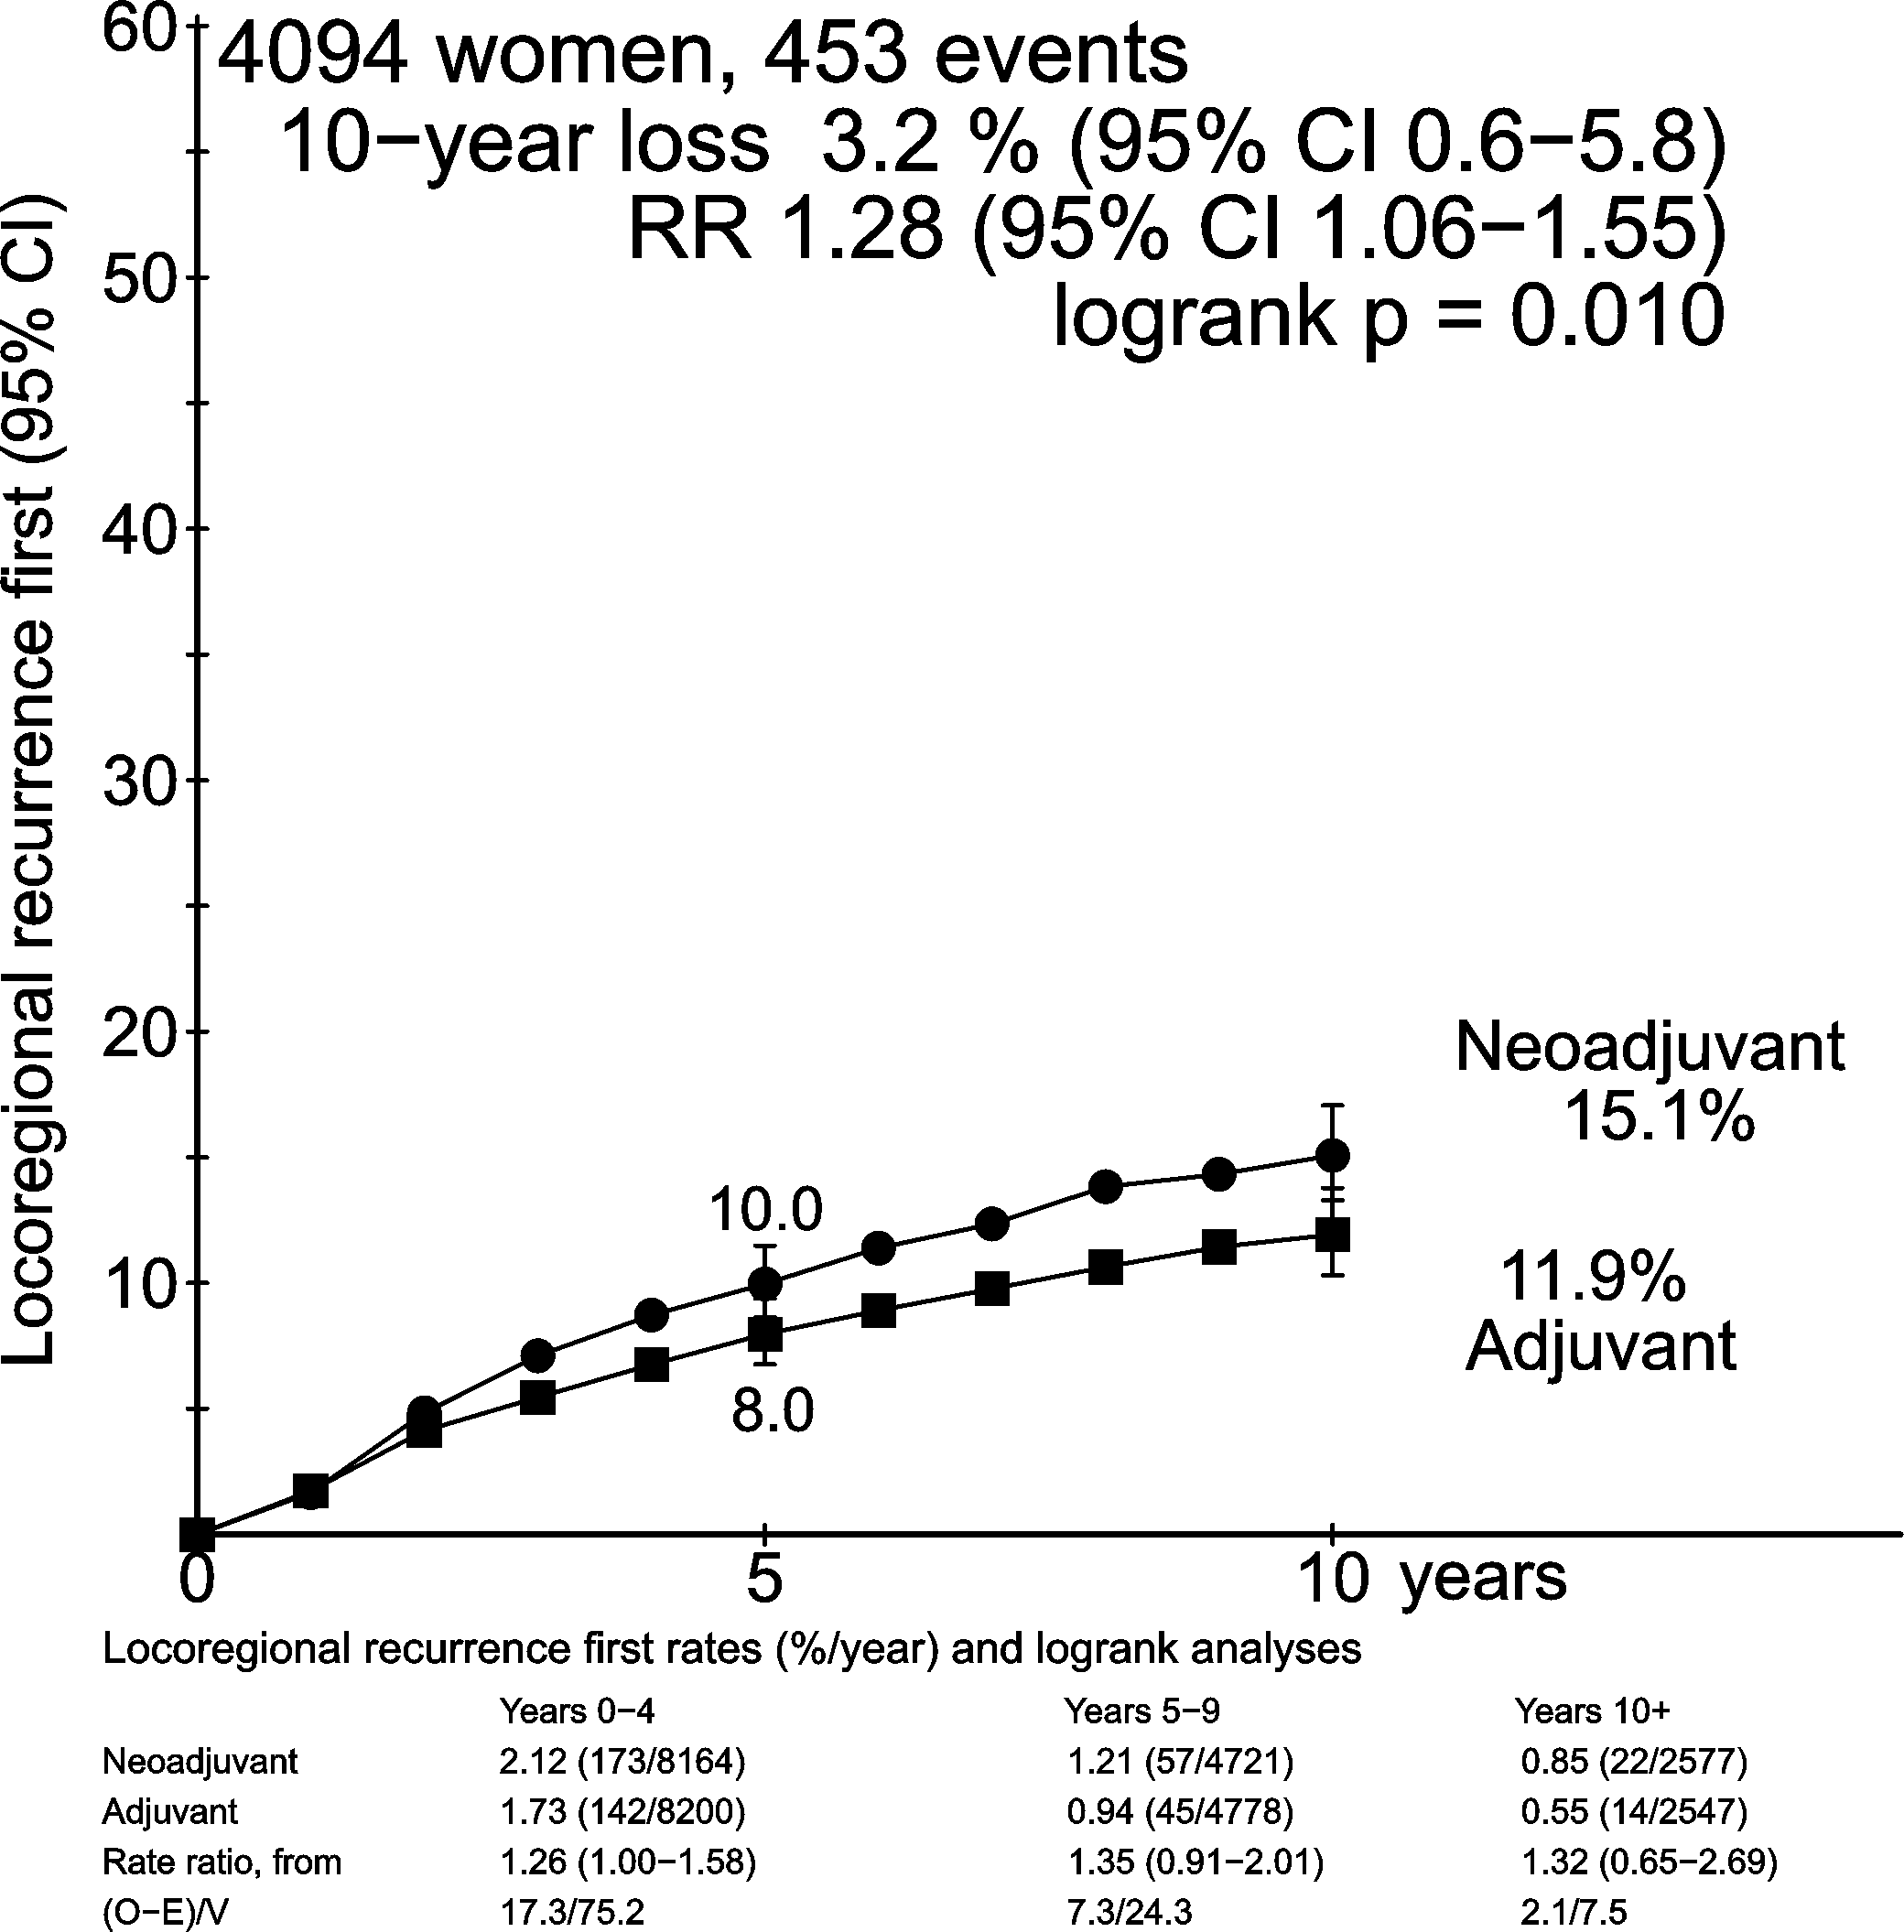 4094 women, 453 events
10−year loss 3.2 % (95% CI 0.6−5.8)
RR 1.28 (95% CI 1.06−1.55)
logrank p = 0.010
Locoregional recurrence first (95% CI)
60
50
40
30
20
10
Neoadjuvant
15.1%
10.0
11.9%
Adjuvant
8.0
0 5 10 years
Locoregional recurrence first rates (%/year) and logrank analyses
Years 0−4 Years 5−9 Years 10+
Neoadjuvant 2.12 (173/8164) 1.21 (57/4721) 0.85 (22/2577)
Adjuvant 1.73 (142/8200) 0.94 (45/4778) 0.55 (14/2547)
Rate ratio, from 1.26 (1.00−1.58) 1.35 (0.91−2.01) 1.32 (0.65−2.69)
(O−E)/V 17.3/75.2 7.3/24.3 2.1/7.5